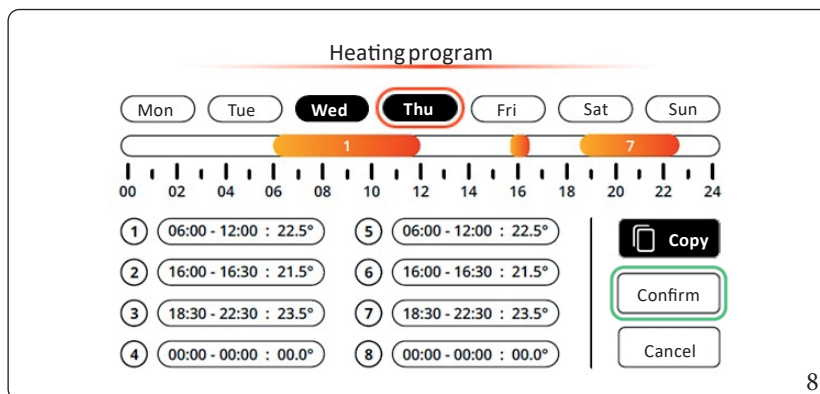 Heating program
Mon Tue Wed Thu Fri Sat Sun
1 7
00 02 04 06 08 10 12 14 16 18 20 22 24
1 06:00 - 12:00 : 22.5° 5 06:00 - 12:00 : 22.5° Copy
2 16:00 - 16:30 : 21.5° 6 16:00 - 16:30 : 21.5°
Confirm
3 18:30 - 22:30 : 23.5° 7 18:30 - 22:30 : 23.5°
4 00:00 - 00:00 : 00.0° 8 00:00 - 00:00 : 00.0° Cancel
8